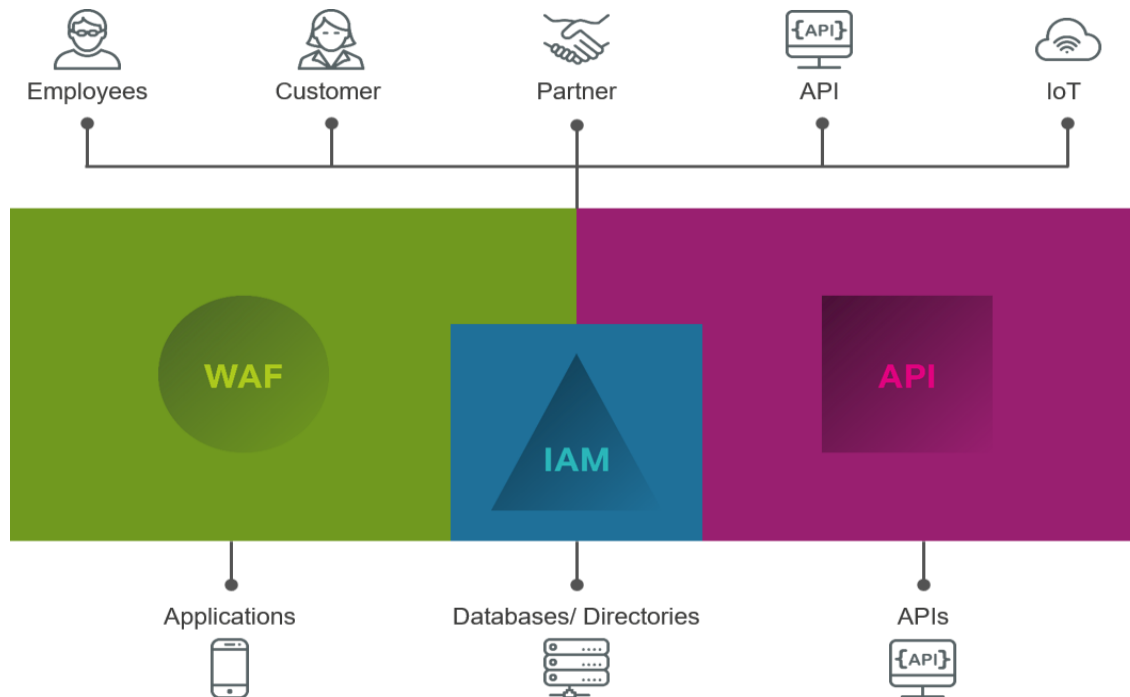 {API}
Employees
Customer
Partner
API
IoT
WAF
IAM
API
Applications
Databases/ Directories
APIs
{API}